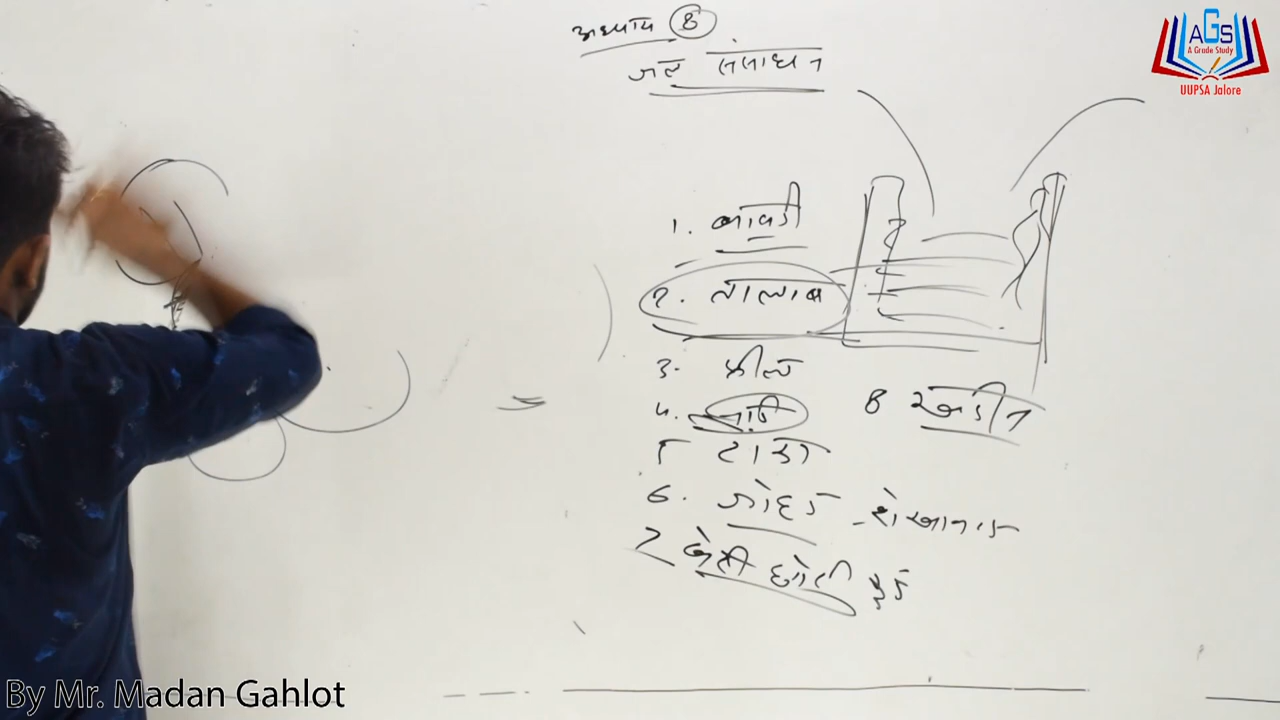 अध्याय 8
जल संसाधन
AGS
A Grade Study
UUPSA Jalore
1. बावडी
2. तालाब
3. झील
4. नाडी
5 टांका
6. जोहड - शेखावाटी
7 बेरी छोटी कुई
8 खडीन
By Mr. Madan Gahlot